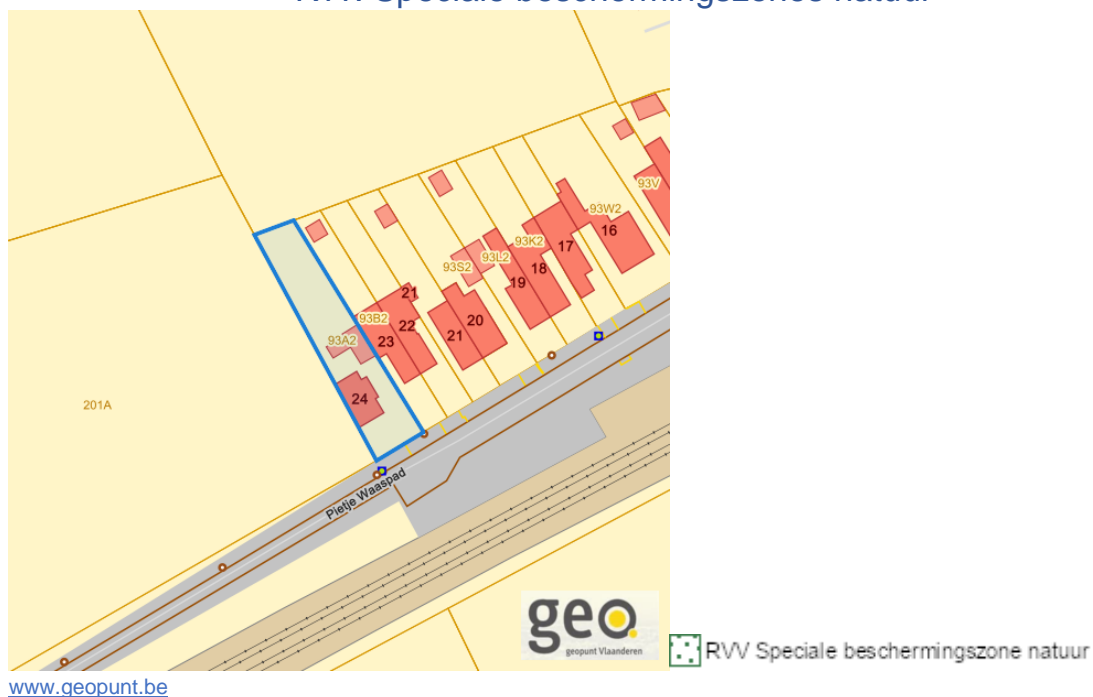 RVV Speciale beschermingszones natuur
93V
93W2
16
17
93K2
18
93L2
19
93S2
20
21
21
93B2
22
23
93A2
24
201A
Pietje Waaspad
geo.
geopunt Vlaanderen
RVV Speciale beschermingszone natuur
www.geopunt.be